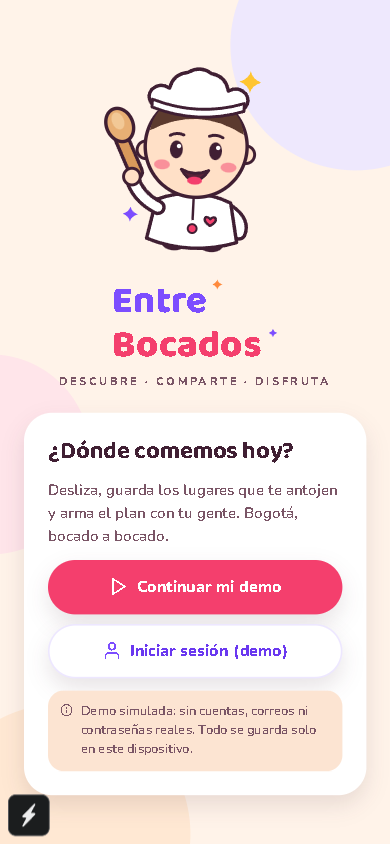 Entre
Bocados
DESCUBRE · COMPARTE · DISFRUTA
¿Dónde comemos hoy?
Desliza, guarda los lugares que te antojen
y arma el plan con tu gente. Bogotá,
bocado a bocado.
Continuar mi demo
Iniciar sesión (demo)
Demo simulada: sin cuentas, correos ni
contraseñas reales. Todo se guarda solo
en este dispositivo.